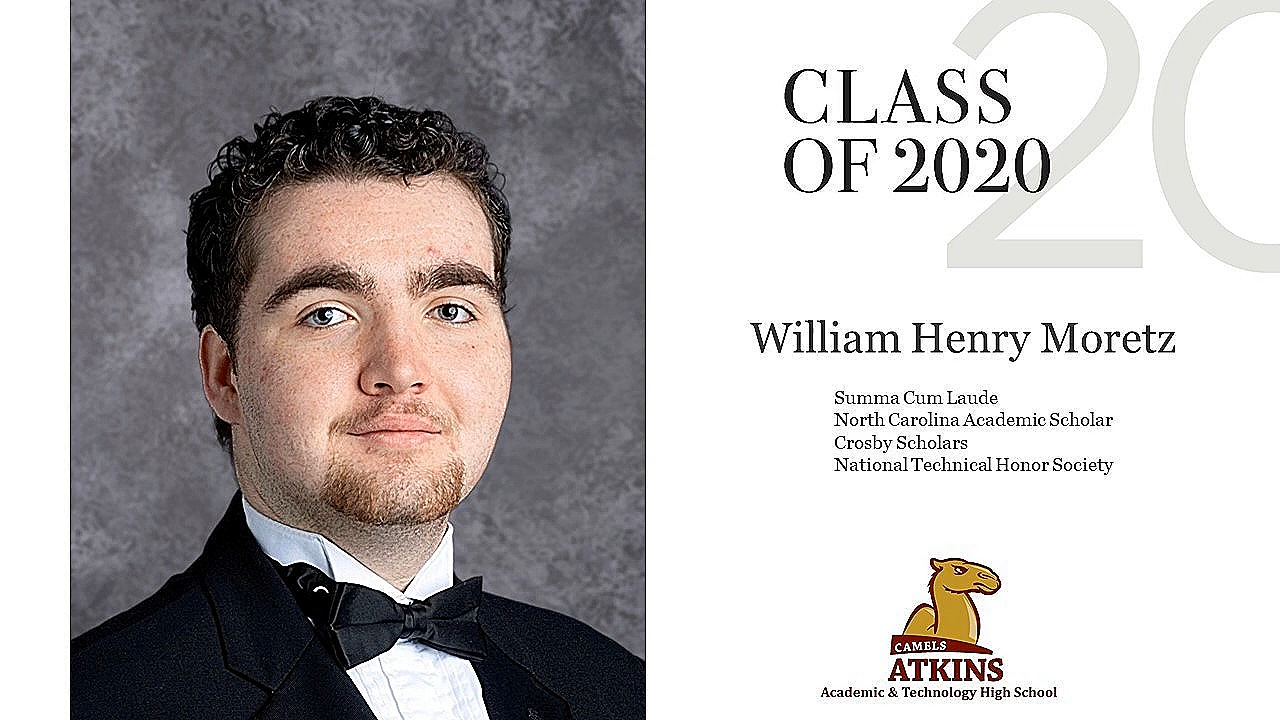 20
CLASS
OF 2020
William Henry Moretz
Summa Cum Laude
North Carolina Academic Scholar
Crosby Scholars
National Technical Honor Society
CAMELS
ATKINS
Academic & Technology High School